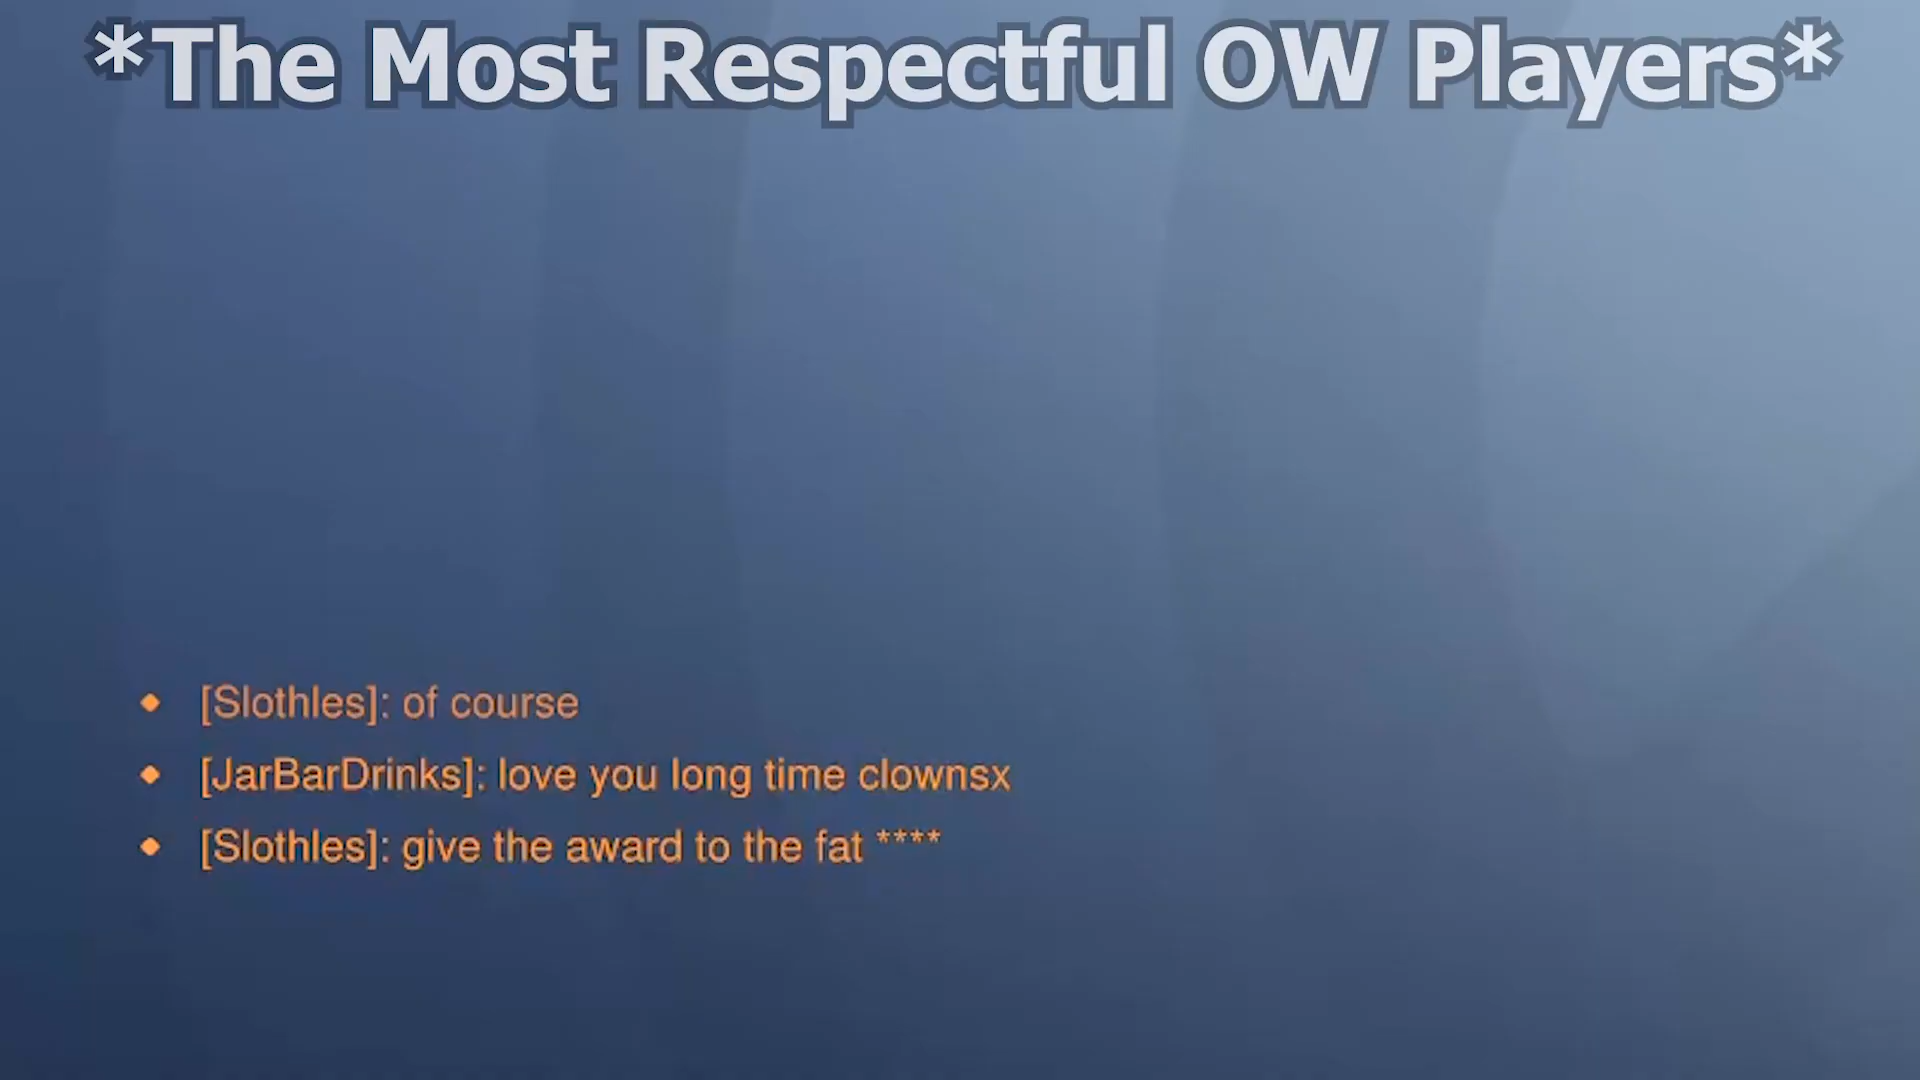 *The Most Respectful OW Players*
[Slothles]: of course
[JarBarDrinks]: love you long time clownsx
[Slothles]: give the award to the fat ****